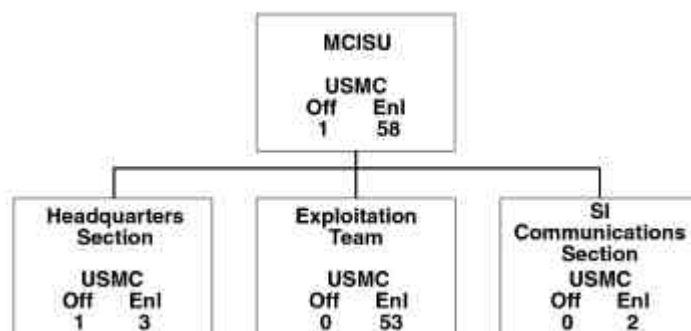 MCISU
USMC
Off Enl
1 58
Headquarters
Section
USMC
Off Enl
1 3
Exploitation
Team
USMC
Off Enl
0 53
SI
Communications
Section
USMC
Off Enl
0 2